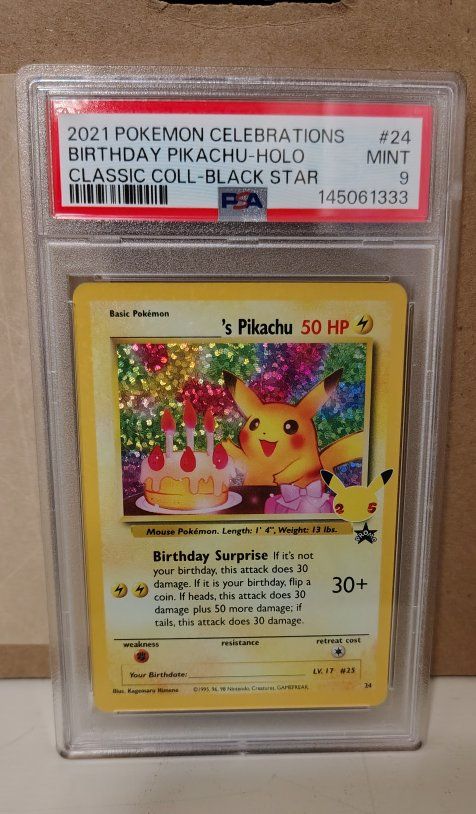 2021 POKEMON CELEBRATIONS #24
BIRTHDAY PIKACHU-HOLO MINT
CLASSIC COLL-BLACK STAR 9
PSA 145061333
Basic Pokémon
____'s Pikachu 50 HP
25
PROMO
Mouse Pokémon. Length: 1' 4", Weight: 13 lbs.
Birthday Surprise If it's not
your birthday, this attack does 30
damage. If it is your birthday, flip a
coin. If heads, this attack does 30
damage plus 50 more damage; if
tails, this attack does 30 damage.
30+
weakness resistance retreat cost
Your Birthdate: LV. 17 #25
Illus. Kagemaru Himeno ©1995, 96, 98 Nintendo, Creatures, GAMEFREAK. 24